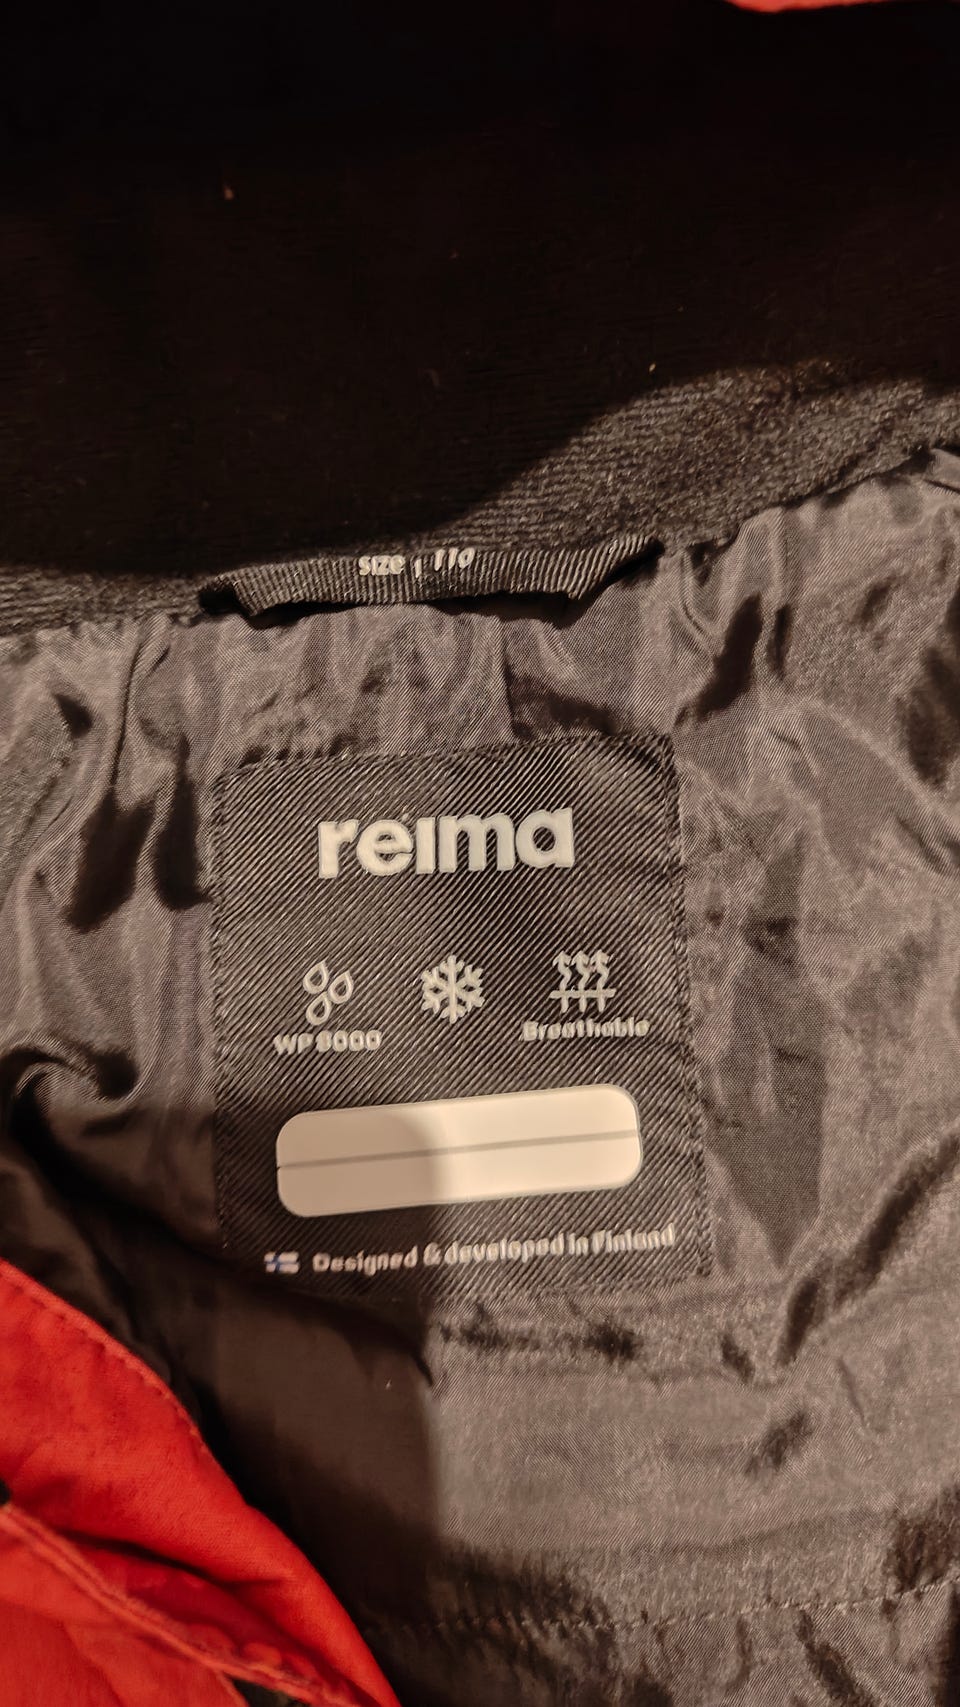 SIZE | 110
reima
WP 8000
Breathable
Designed & developed in Finland